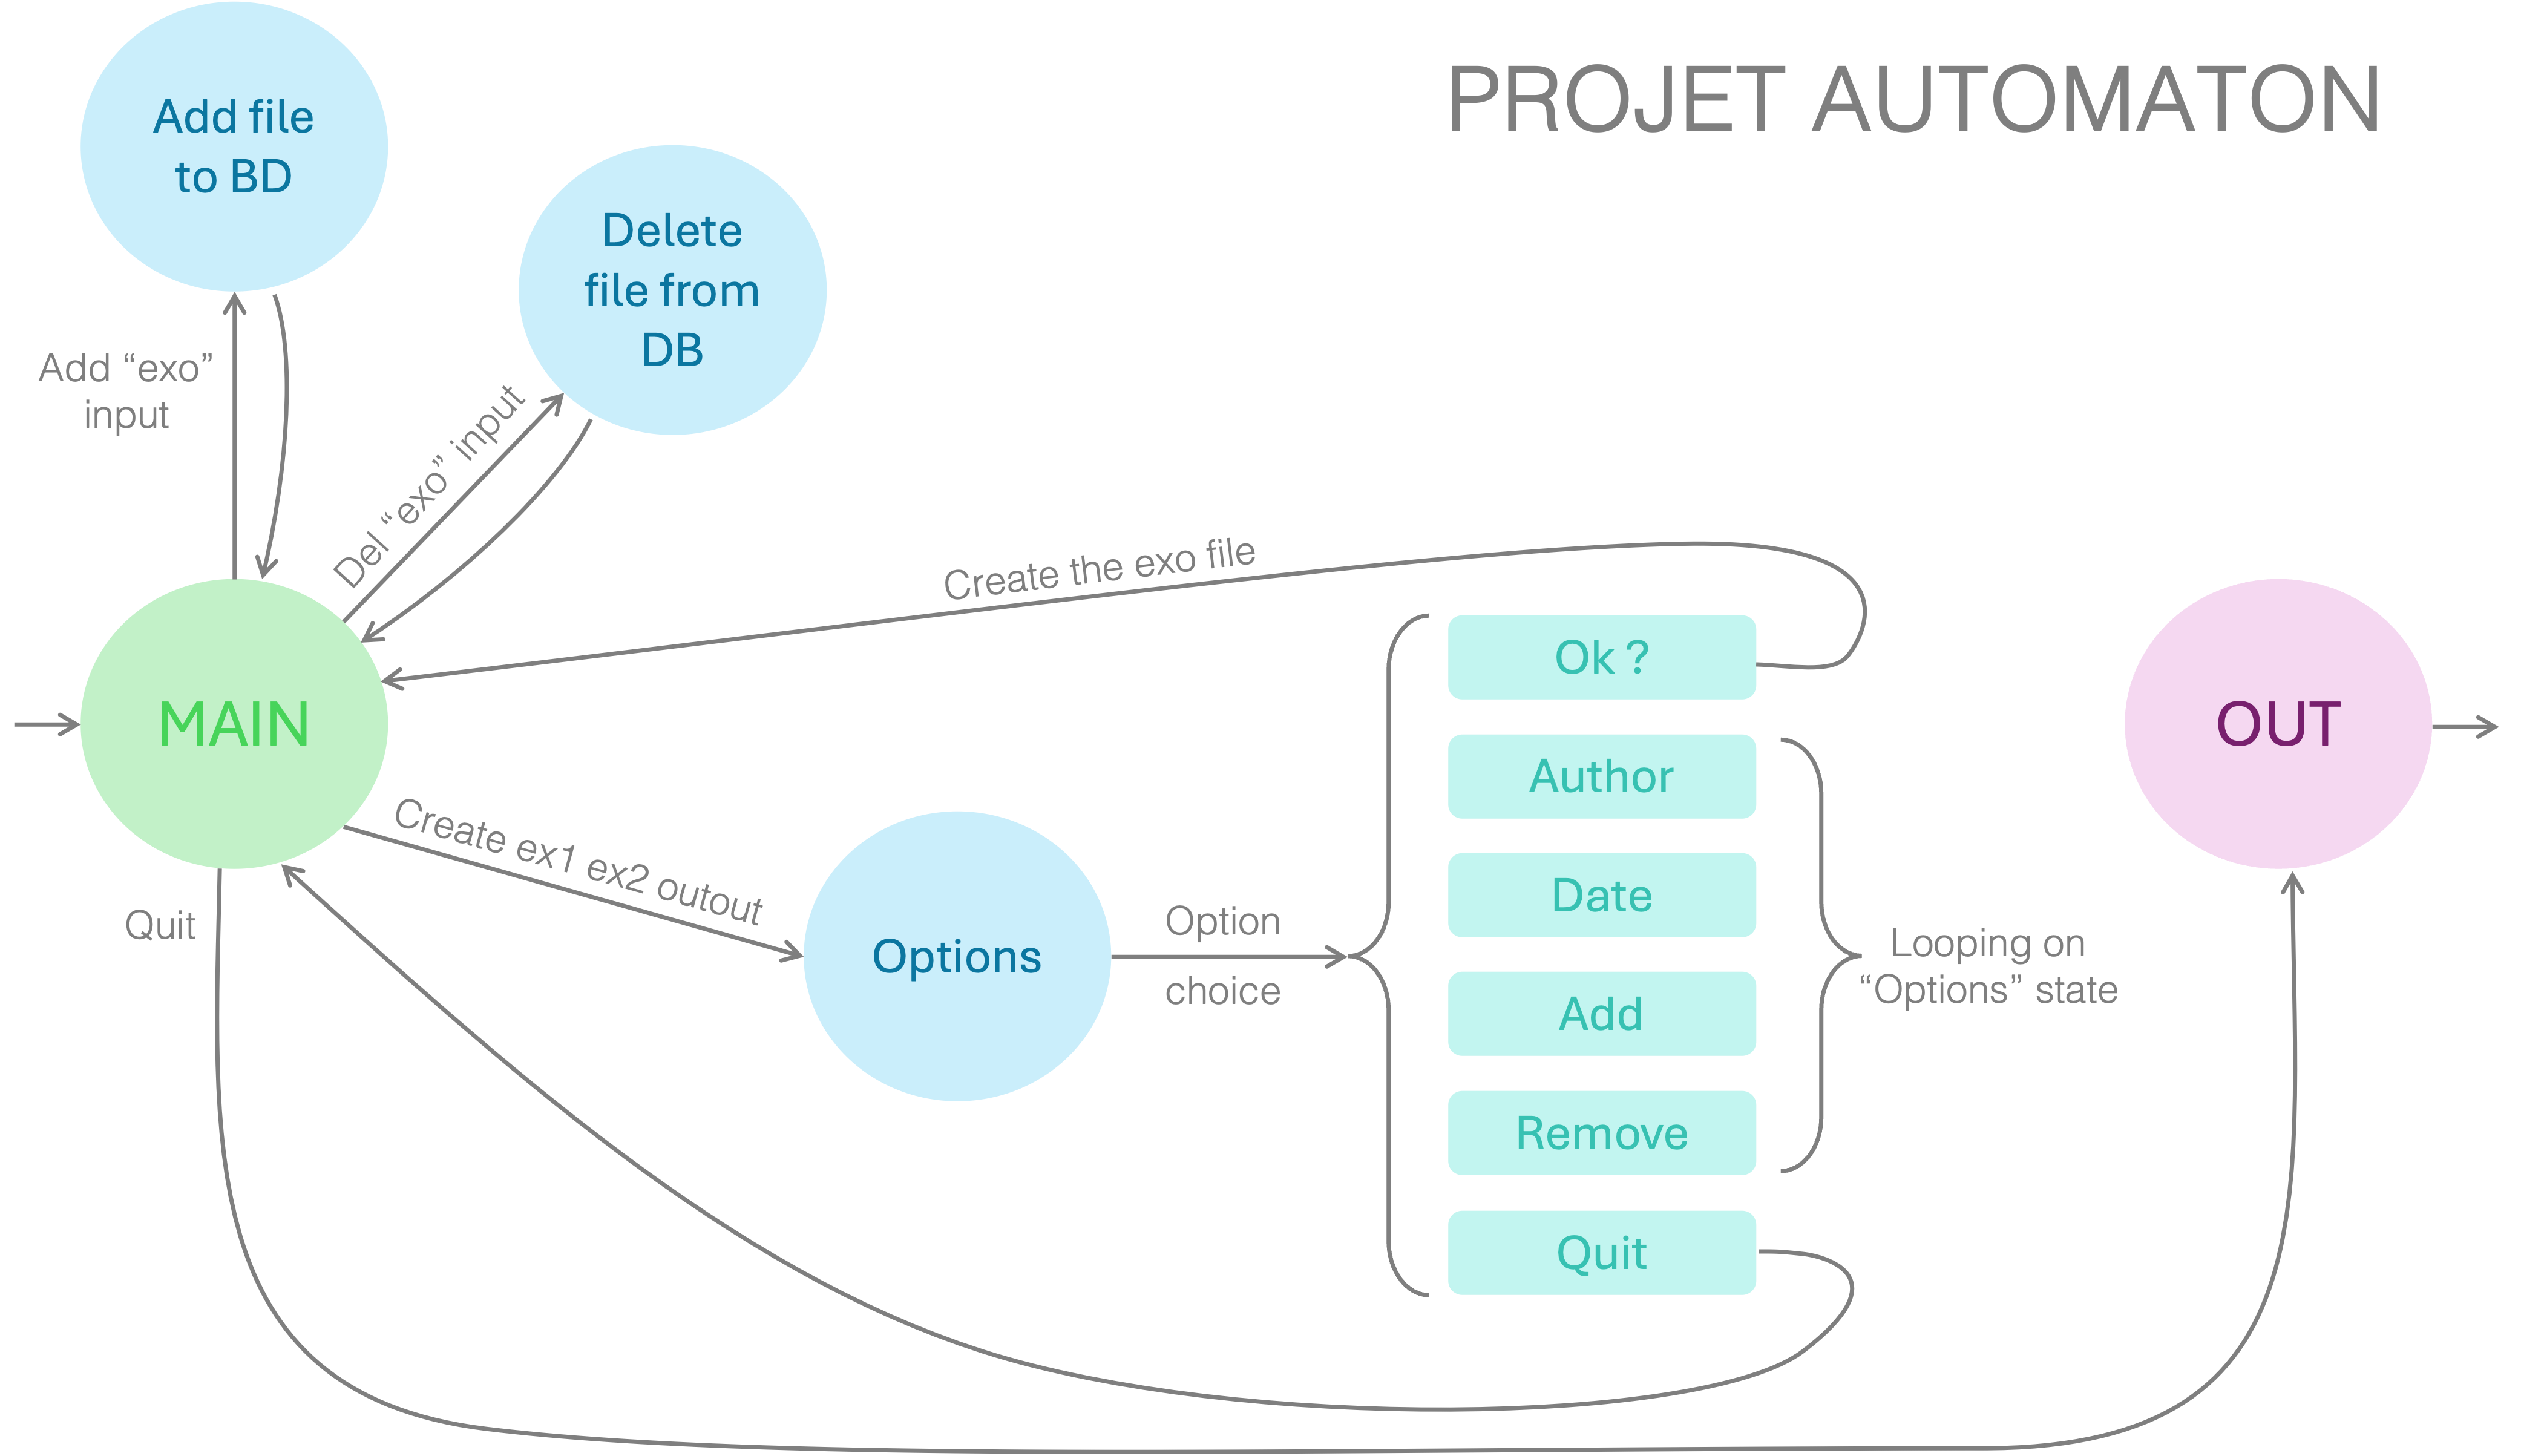 PROJET AUTOMATON
Add file
to BD
Delete
file from
DB
Add “exo”
input
Del “exo” input
Create the exo file
MAIN
Create ex1 ex2 outout
Quit
Options
Option
choice
Ok ?
Author
Date
Add
Remove
Quit
Looping on
“Options” state
OUT